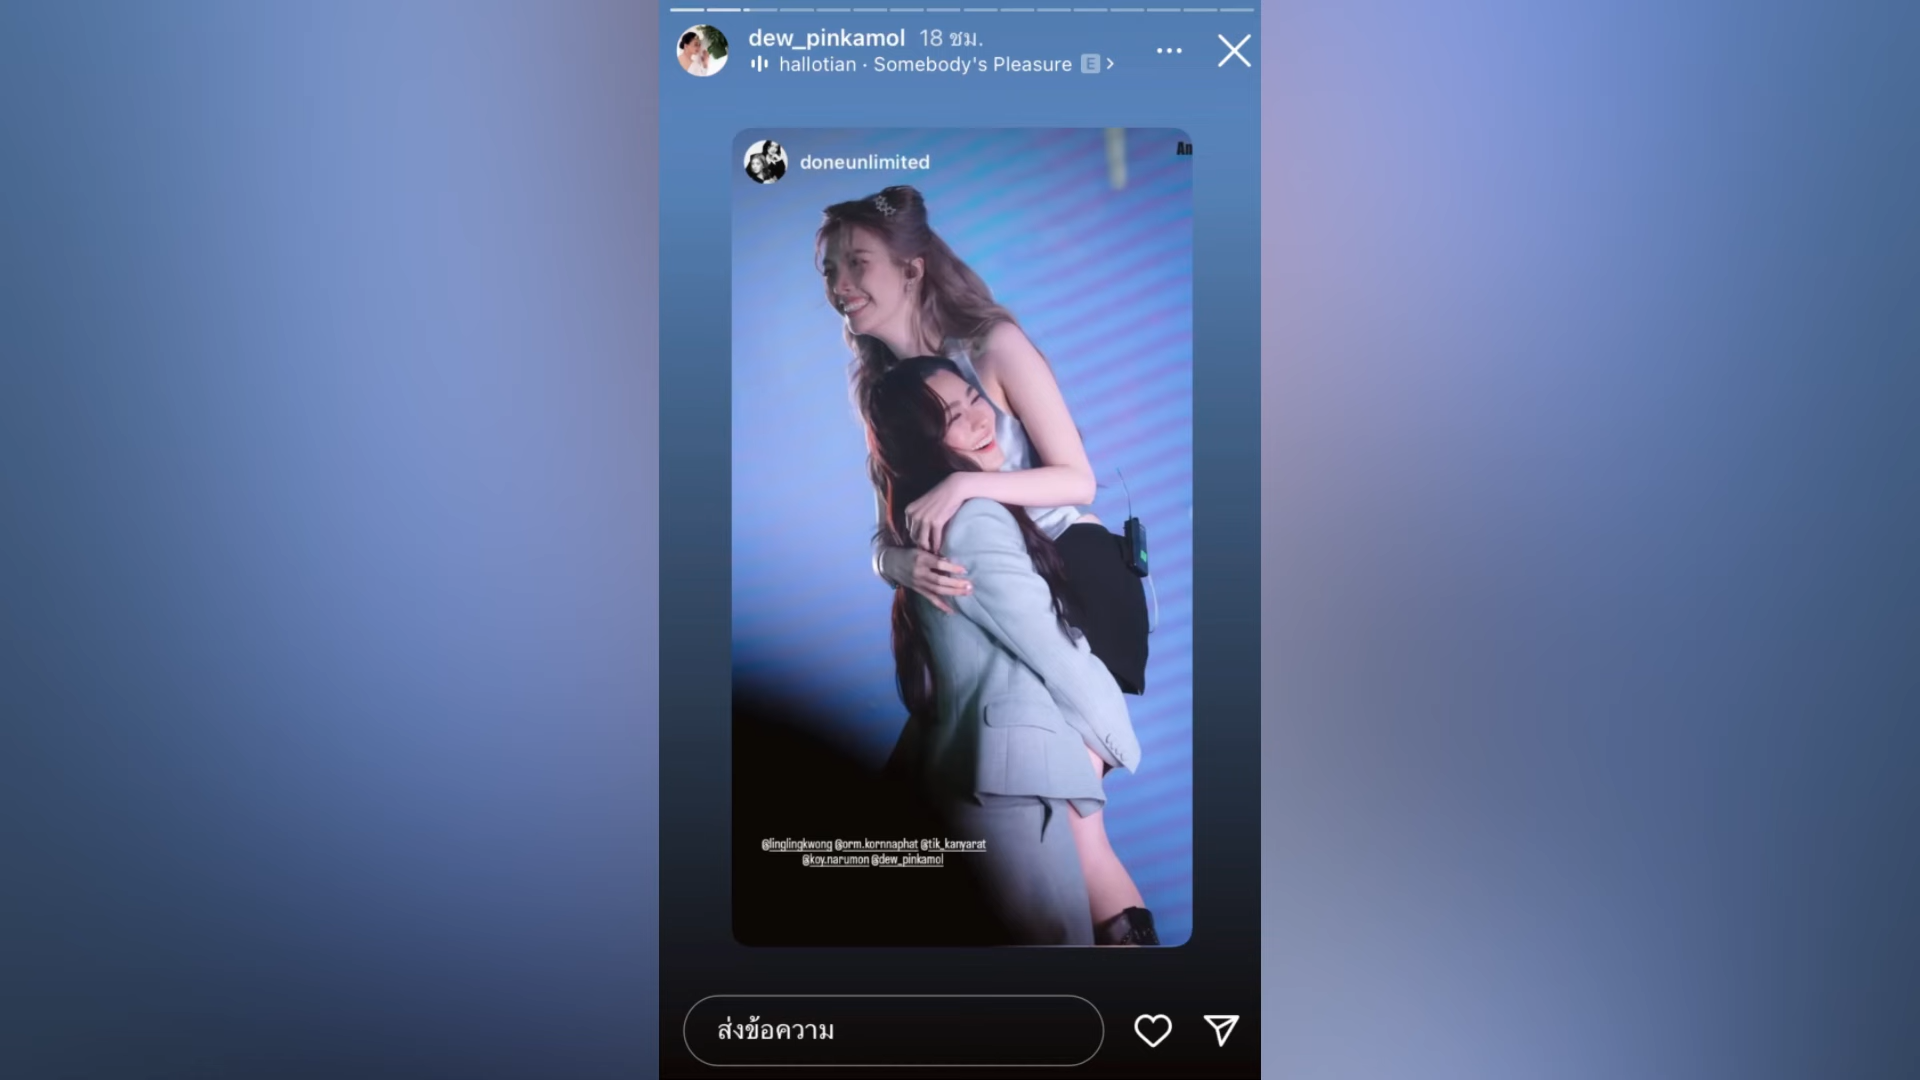 dew_pinkamol 18 ชม.
hallotian · Somebody's Pleasure E >
doneunlimited
An
@linglingkwong @orm.kornnaphat @tik_kanyarat
@koy.narumon @dew_pinkamol
ส่งข้อความ